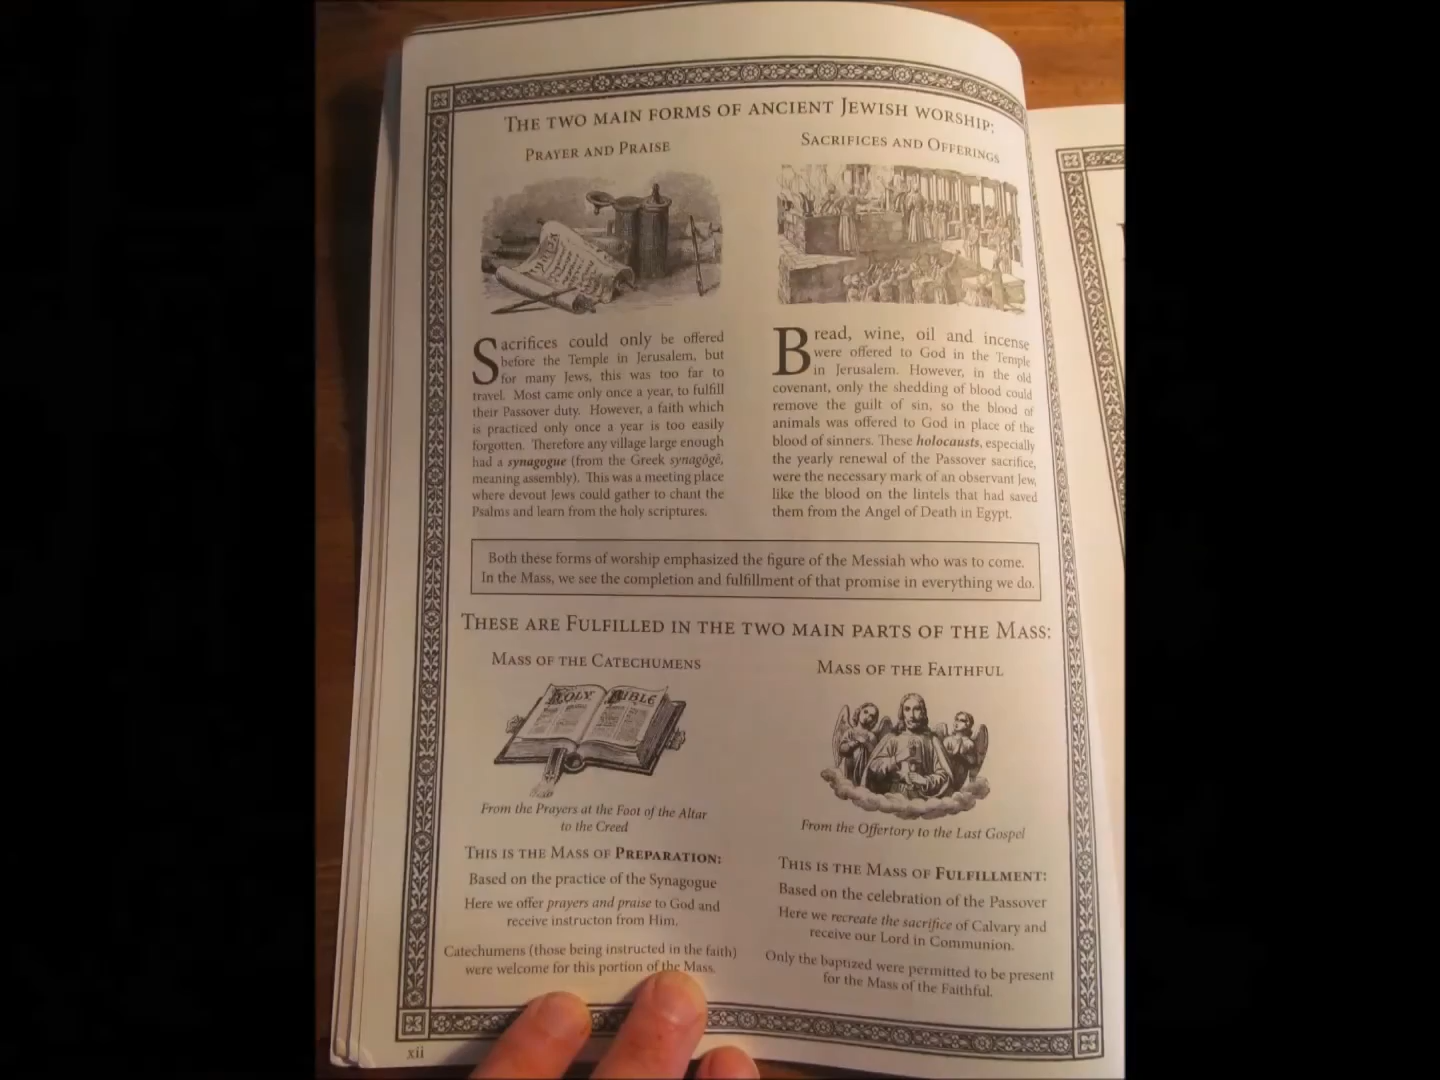 The two main forms of ancient Jewish worship:
Prayer and Praise
Sacrifices could only be offered
before the Temple in Jerusalem, but
for many Jews, this was too far to
travel. Most came only once a year, to fulfill
their Passover duty. However, a faith which
is practiced only once a year is too easily
forgotten. Therefore any village large enough
had a synagogue (from the Greek synagōgē,
meaning assembly). This was a meeting place
where devout Jews could gather to chant the
Psalms and learn from the holy scriptures.
Sacrifices and Offerings
Bread, wine, oil and incense
were offered to God in the Temple
in Jerusalem. However, in the old
covenant, only the shedding of blood could
remove the guilt of sin, so the blood of
animals was offered to God in place of the
blood of sinners. These holocausts, especially
the yearly renewal of the Passover sacrifice,
were the necessary mark of an observant Jew,
like the blood on the lintels that had saved
them from the Angel of Death in Egypt.
Both these forms of worship emphasized the figure of the Messiah who was to come.
In the Mass, we see the completion and fulfillment of that promise in everything we do.
These are Fulfilled in the two main parts of the Mass:
Mass of the Catechumens
HOLY BIBLE
From the Prayers at the Foot of the Altar
to the Creed
This is the Mass of Preparation:
Based on the practice of the Synagogue
Here we offer prayers and praise to God and
receive instructon from Him.
Catechumens (those being instructed in the faith)
were welcome for this portion of the Mass.
Mass of the Faithful
From the Offertory to the Last Gospel
This is the Mass of Fulfillment:
Based on the celebration of the Passover
Here we recreate the sacrifice of Calvary and
receive our Lord in Communion.
Only the baptized were permitted to be present
for the Mass of the Faithful.
xii